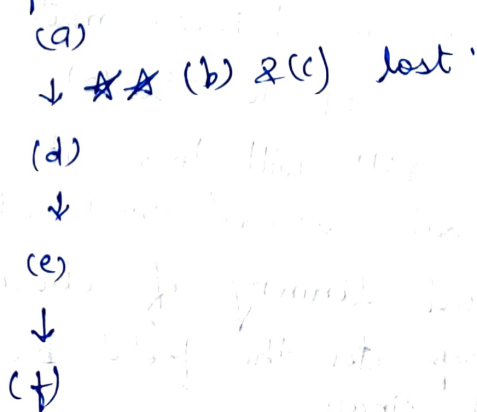 (a)
↓ ☆☆ (b) &(c) lost
(d)
↓
(e)
↓
(f)